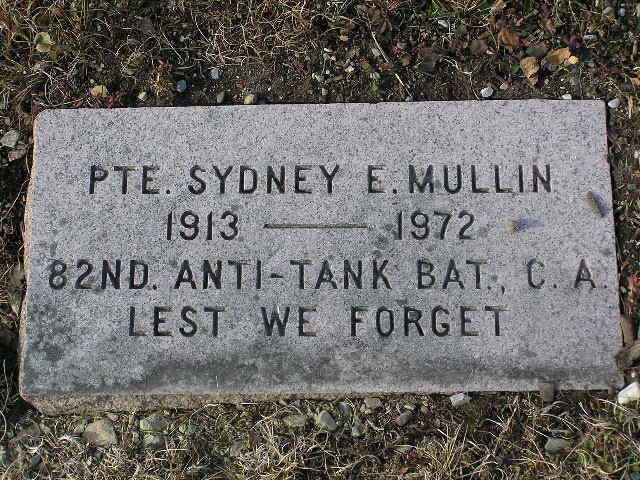 PTE. SYDNEY E. MULLIN
1913 — 1972
82ND. ANTI-TANK BAT., C. A.
LEST WE FORGET